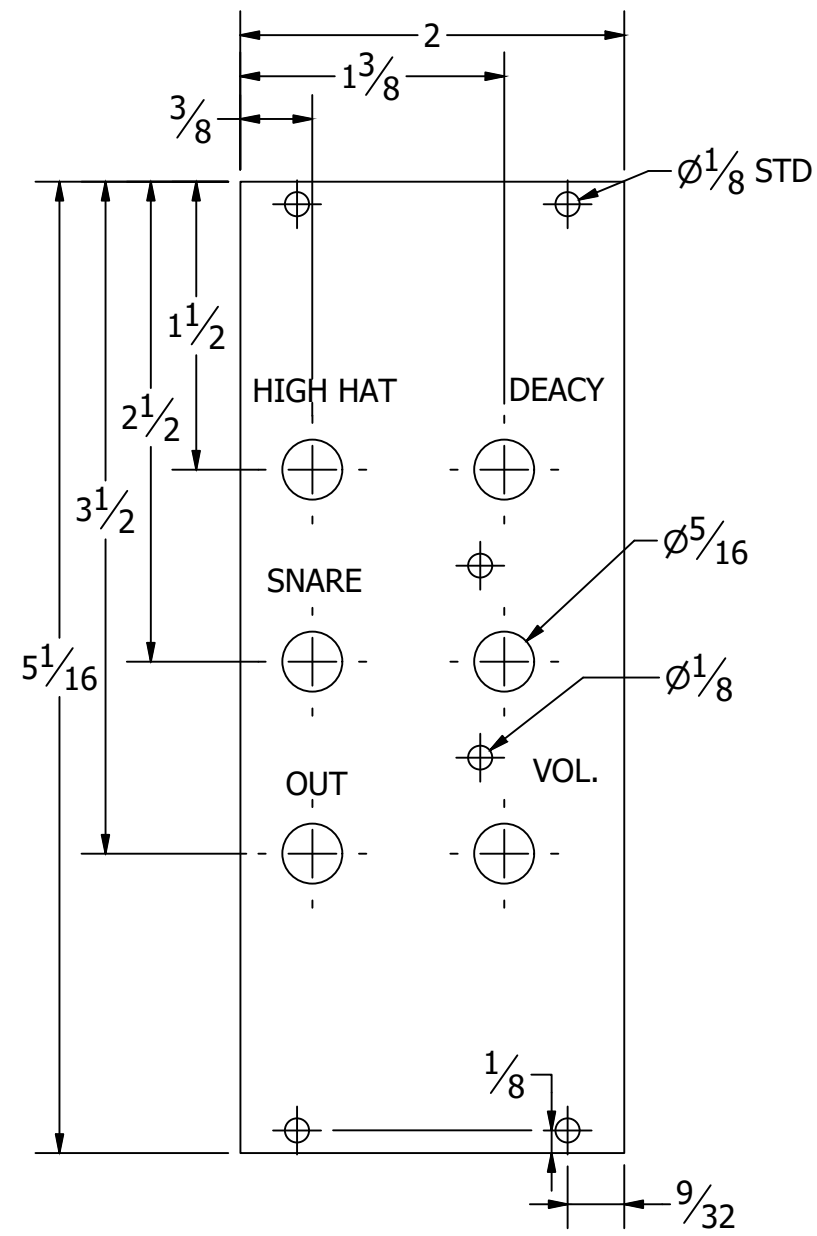 2
1 3/8
3/8
⌀1/8 STD
1 1/2
HIGH HAT DEACY
2 1/2
3 1/2
⌀5/16
SNARE
5 1/16
⌀1/8
OUT VOL.
1/8
9/32